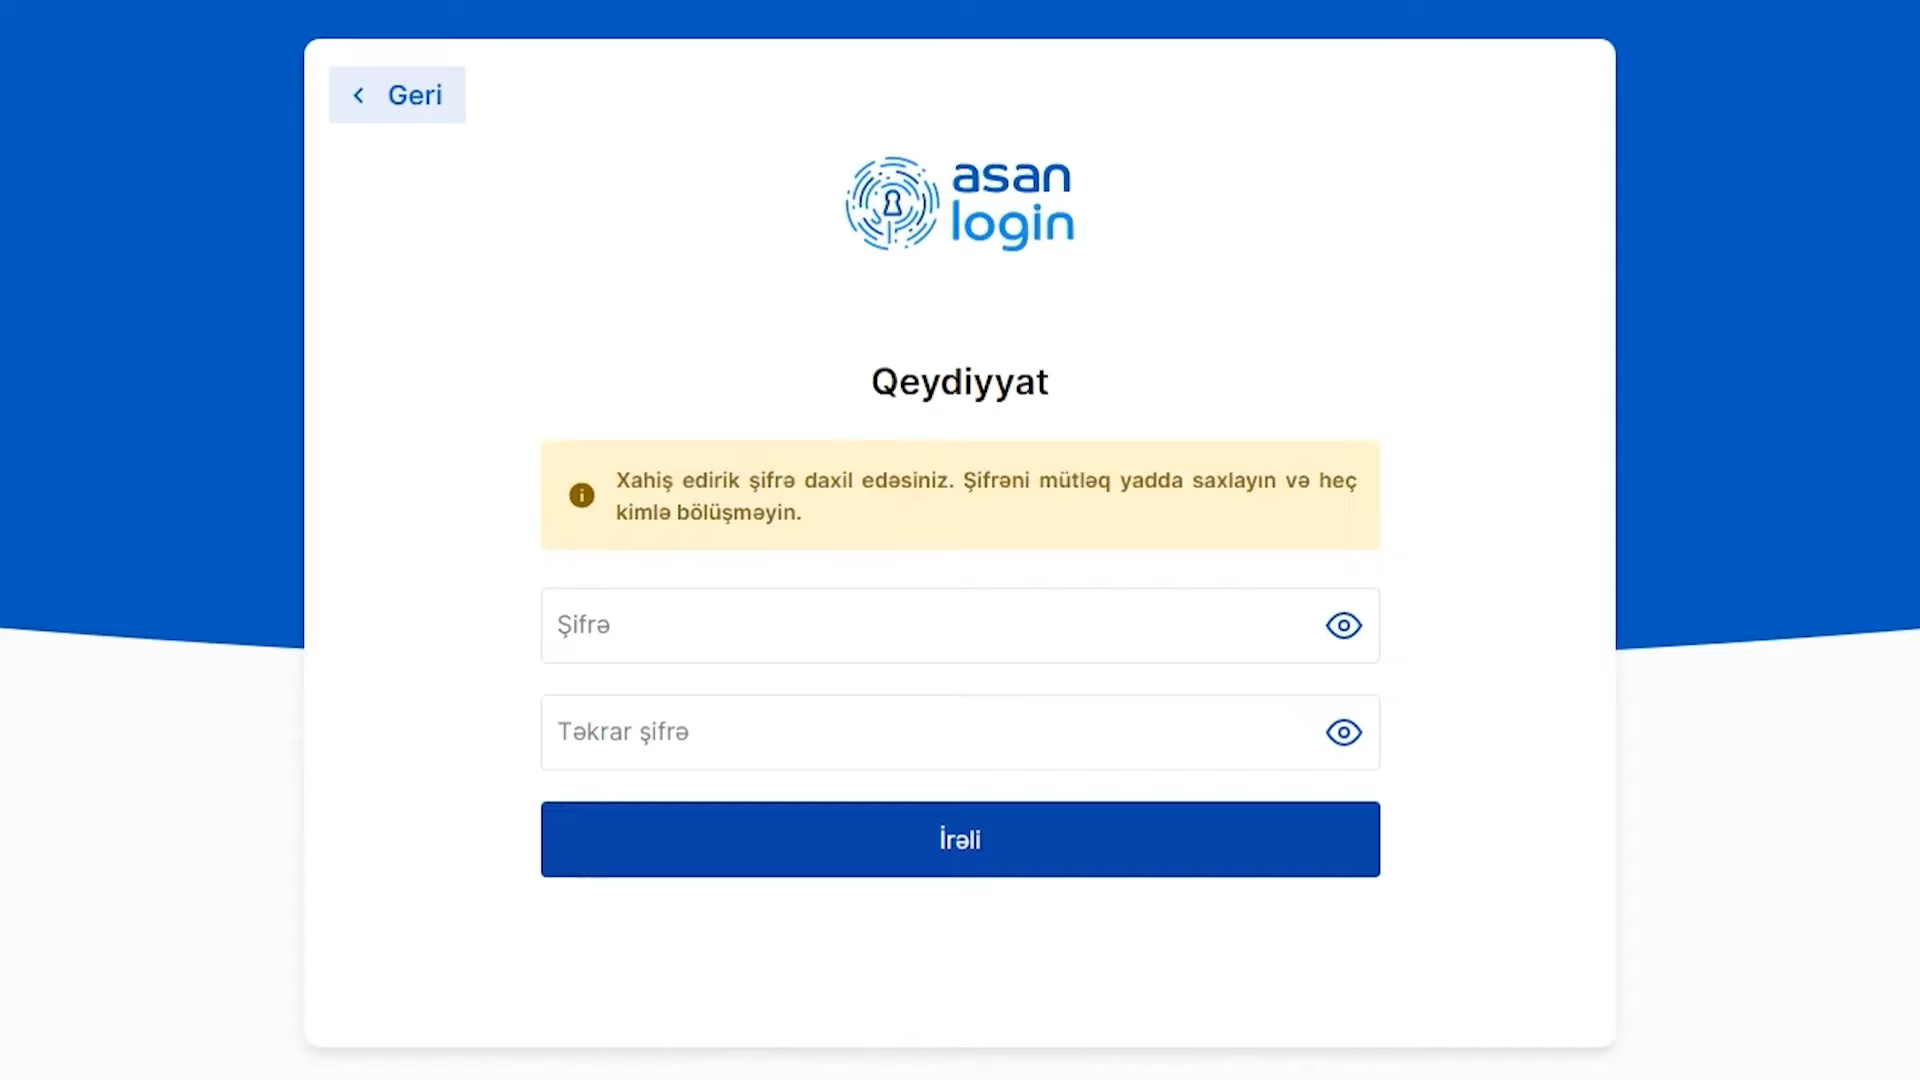 Geri
asan
login
Qeydiyyat
Xahiş edirik şifrə daxil edəsiniz. Şifrəni mütləq yadda saxlayın və heç
kimlə bölüşməyin.
Şifrə
Təkrar şifrə
İrəli